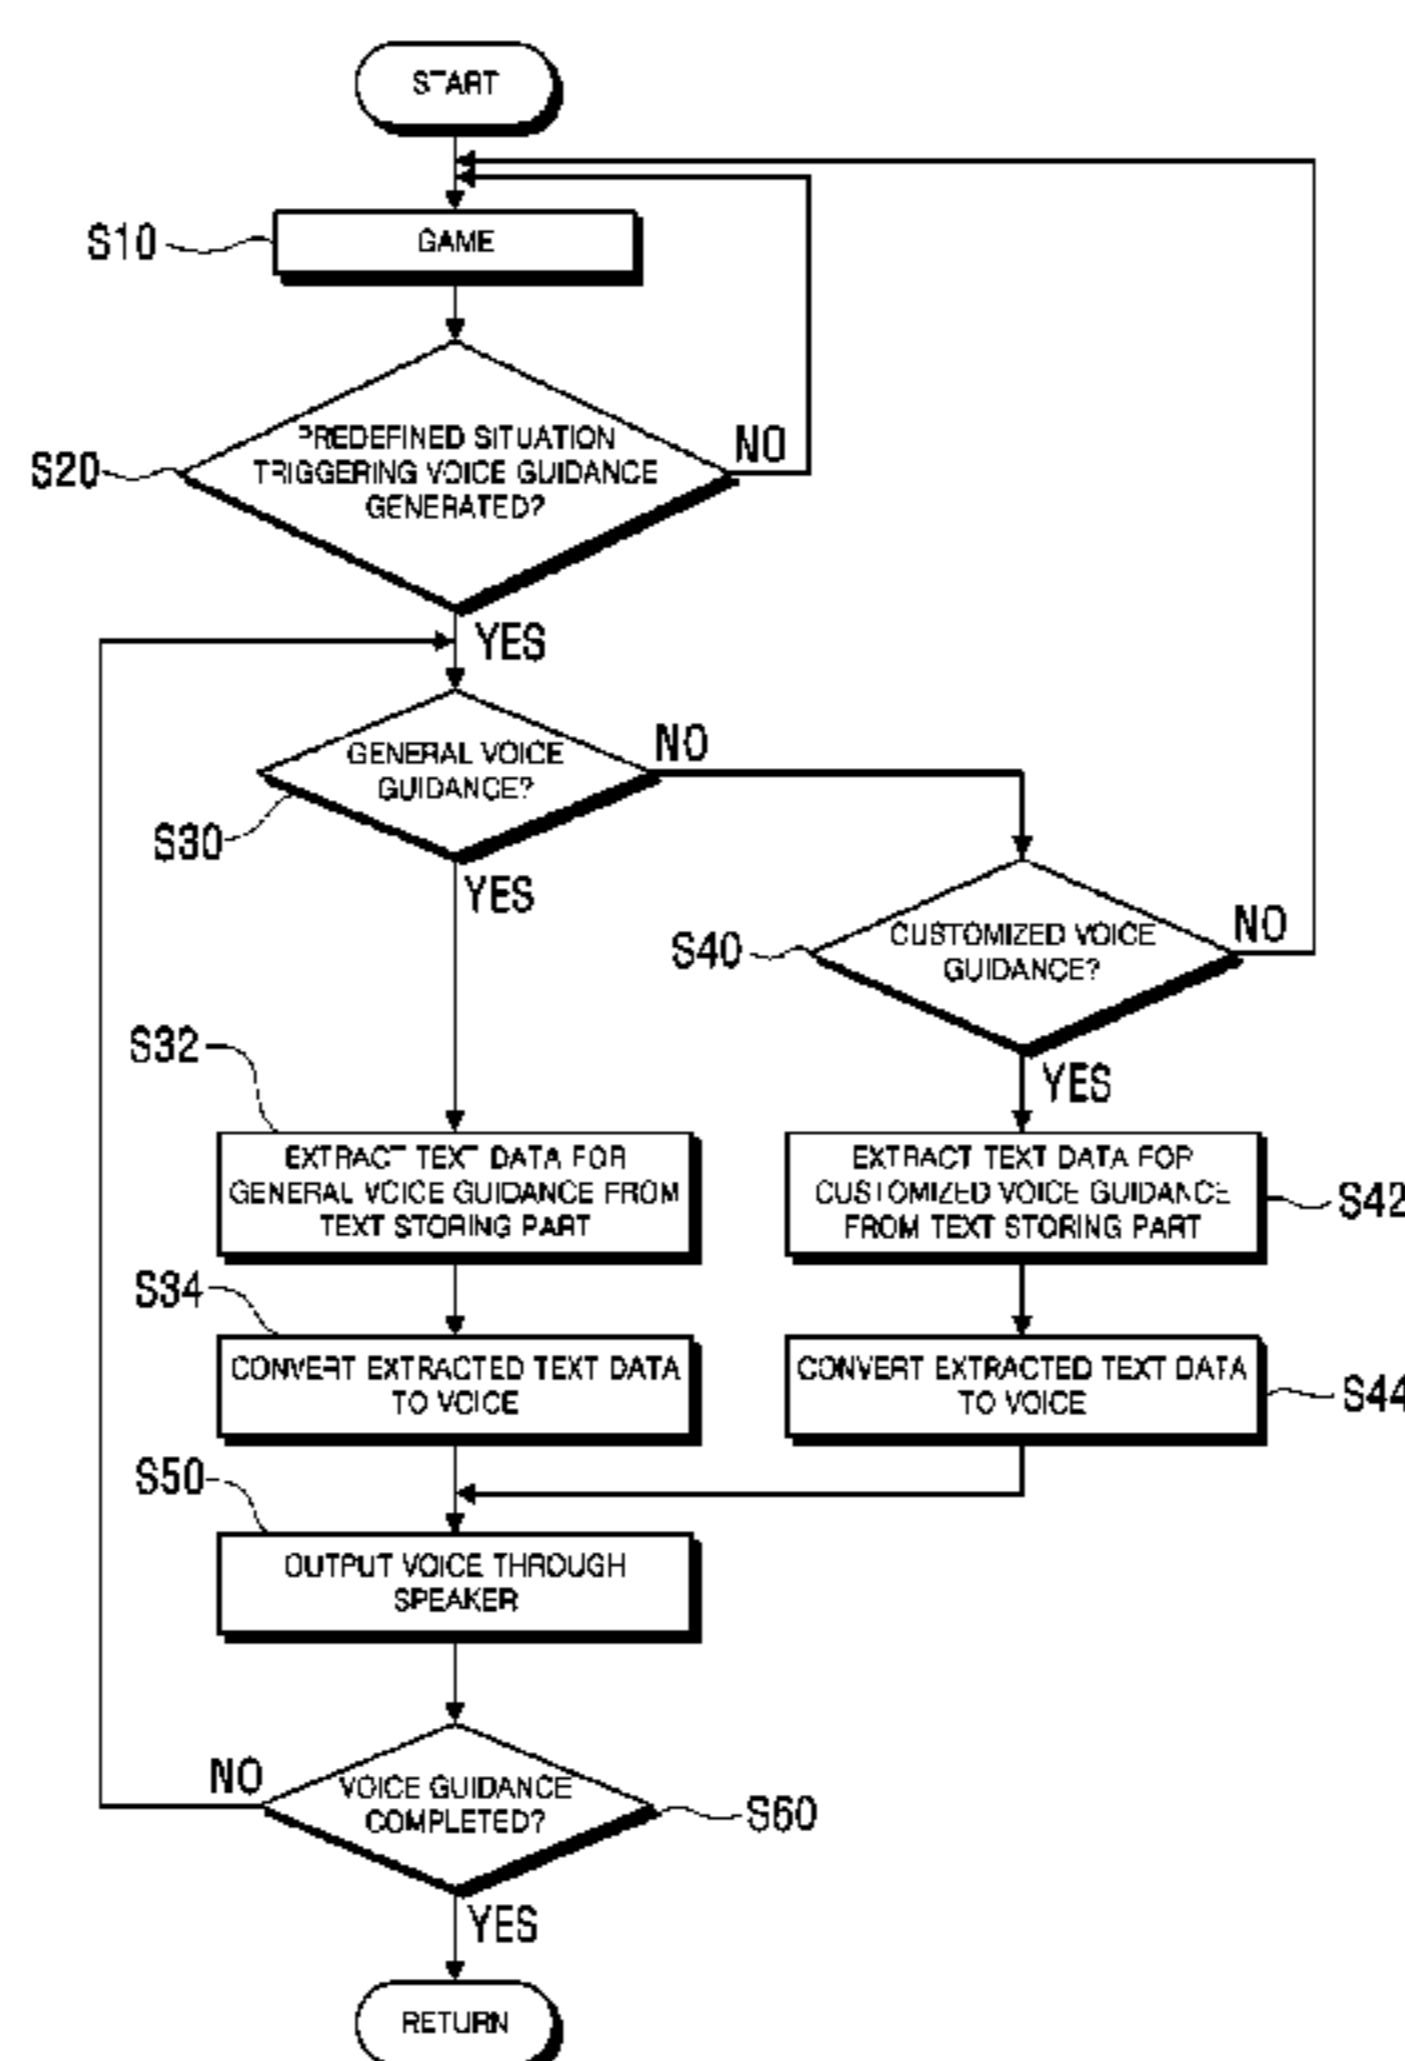 START
S10
GAME
S20
PREDEFINED SITUATION
TRIGGERING VOICE GUIDANCE
GENERATED?
NO
YES
GENERAL VOICE
GUIDANCE?
NO
S30
YES
S40
CUSTOMIZED VOICE
GUIDANCE?
NO
YES
S32
EXTRACT TEXT DATA FOR
GENERAL VOICE GUIDANCE FROM
TEXT STORING PART
EXTRACT TEXT DATA FOR
CUSTOMIZED VOICE GUIDANCE
FROM TEXT STORING PART
S42
S34
CONVERT EXTRACTED TEXT DATA
TO VOICE
CONVERT EXTRACTED TEXT DATA
TO VOICE
S44
S50
OUTPUT VOICE THROUGH
SPEAKER
NO
VOICE GUIDANCE
COMPLETED?
S60
YES
RETURN